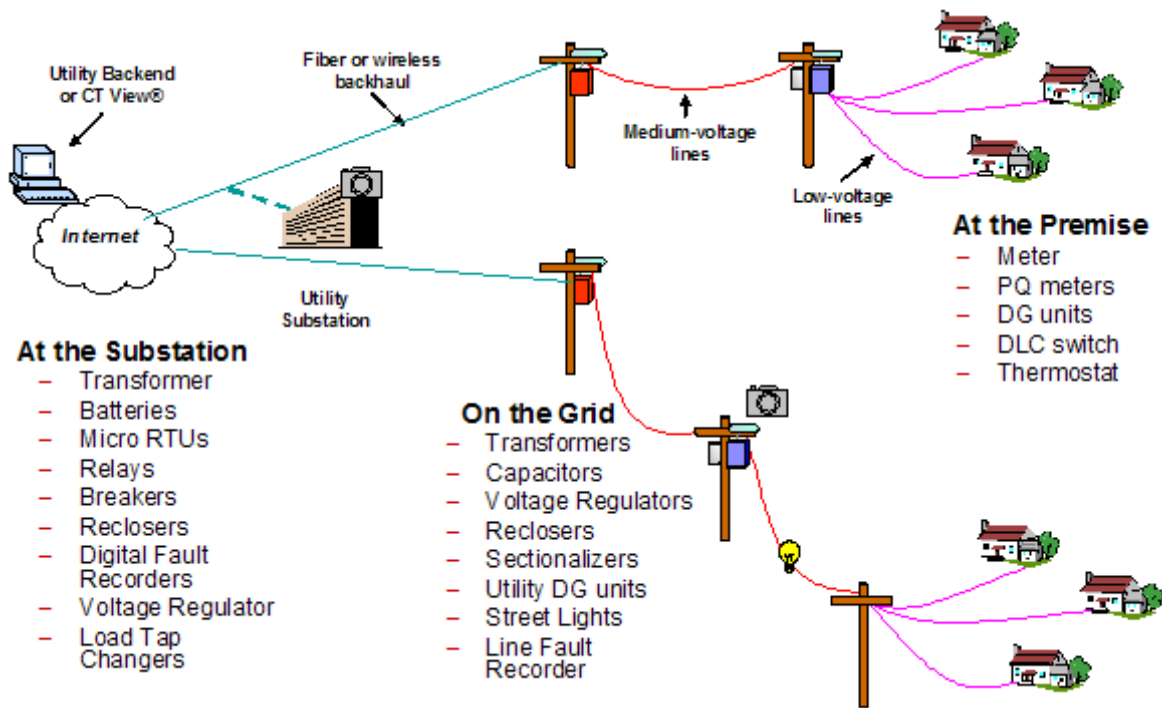 Utility Backend
or CT View®
Fiber or wireless
backhaul
Medium-voltage
lines
Low-voltage
lines
Internet
Utility
Substation
At the Premise
– Meter
– PQ meters
– DG units
– DLC switch
– Thermostat
At the Substation
– Transformer
– Batteries
– Micro RTUs
– Relays
– Breakers
– Reclosers
– Digital Fault
Recorders
– Voltage Regulator
– Load Tap
Changers
On the Grid
– Transformers
– Capacitors
– Voltage Regulators
– Reclosers
– Sectionalizers
– Utility DG units
– Street Lights
– Line Fault
Recorder